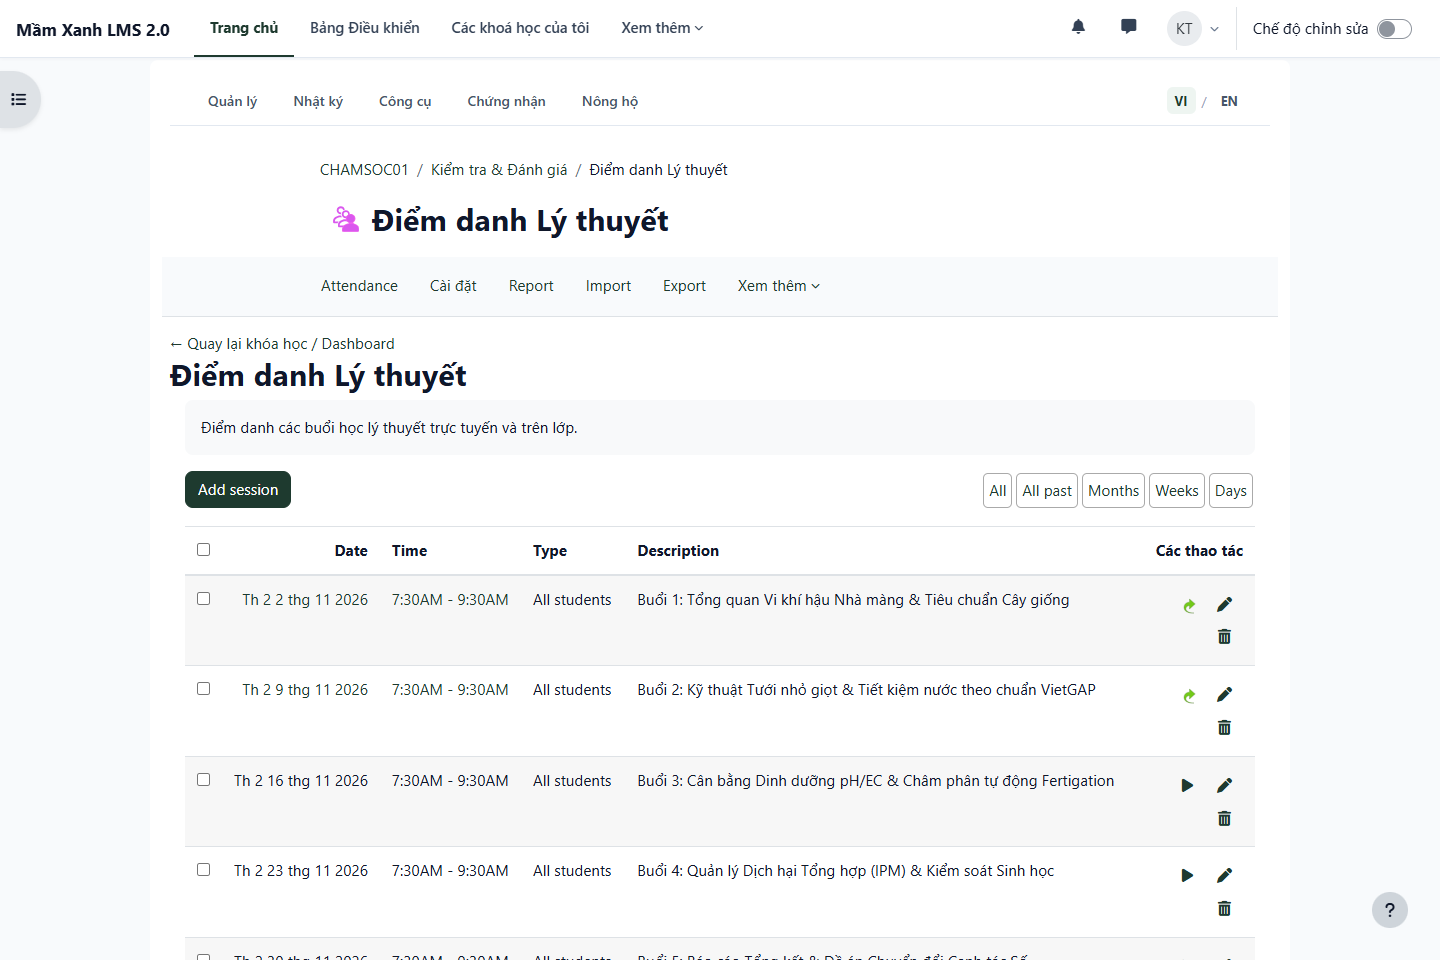 Mầm Xanh LMS 2.0
Trang chủ
Bảng Điều khiển
Các khoá học của tôi
Xem thêm
KT
Chế độ chỉnh sửa
Quản lý
Nhật ký
Công cụ
Chứng nhận
Nông hộ
VI / EN
CHAMSOC01 / Kiểm tra & Đánh giá / Điểm danh Lý thuyết
Điểm danh Lý thuyết
Attendance
Cài đặt
Report
Import
Export
Xem thêm
← Quay lại khóa học / Dashboard
Điểm danh Lý thuyết
Điểm danh các buổi học lý thuyết trực tuyến và trên lớp.
Add session
All
All past
Months
Weeks
Days
Date Time Type Description Các thao tác
Th 2 2 thg 11 2026 7:30AM - 9:30AM All students Buổi 1: Tổng quan Vi khí hậu Nhà màng & Tiêu chuẩn Cây giống
Th 2 9 thg 11 2026 7:30AM - 9:30AM All students Buổi 2: Kỹ thuật Tưới nhỏ giọt & Tiết kiệm nước theo chuẩn VietGAP
Th 2 16 thg 11 2026 7:30AM - 9:30AM All students Buổi 3: Cân bằng Dinh dưỡng pH/EC & Châm phân tự động Fertigation
Th 2 23 thg 11 2026 7:30AM - 9:30AM All students Buổi 4: Quản lý Dịch hại Tổng hợp (IPM) & Kiểm soát Sinh học
?